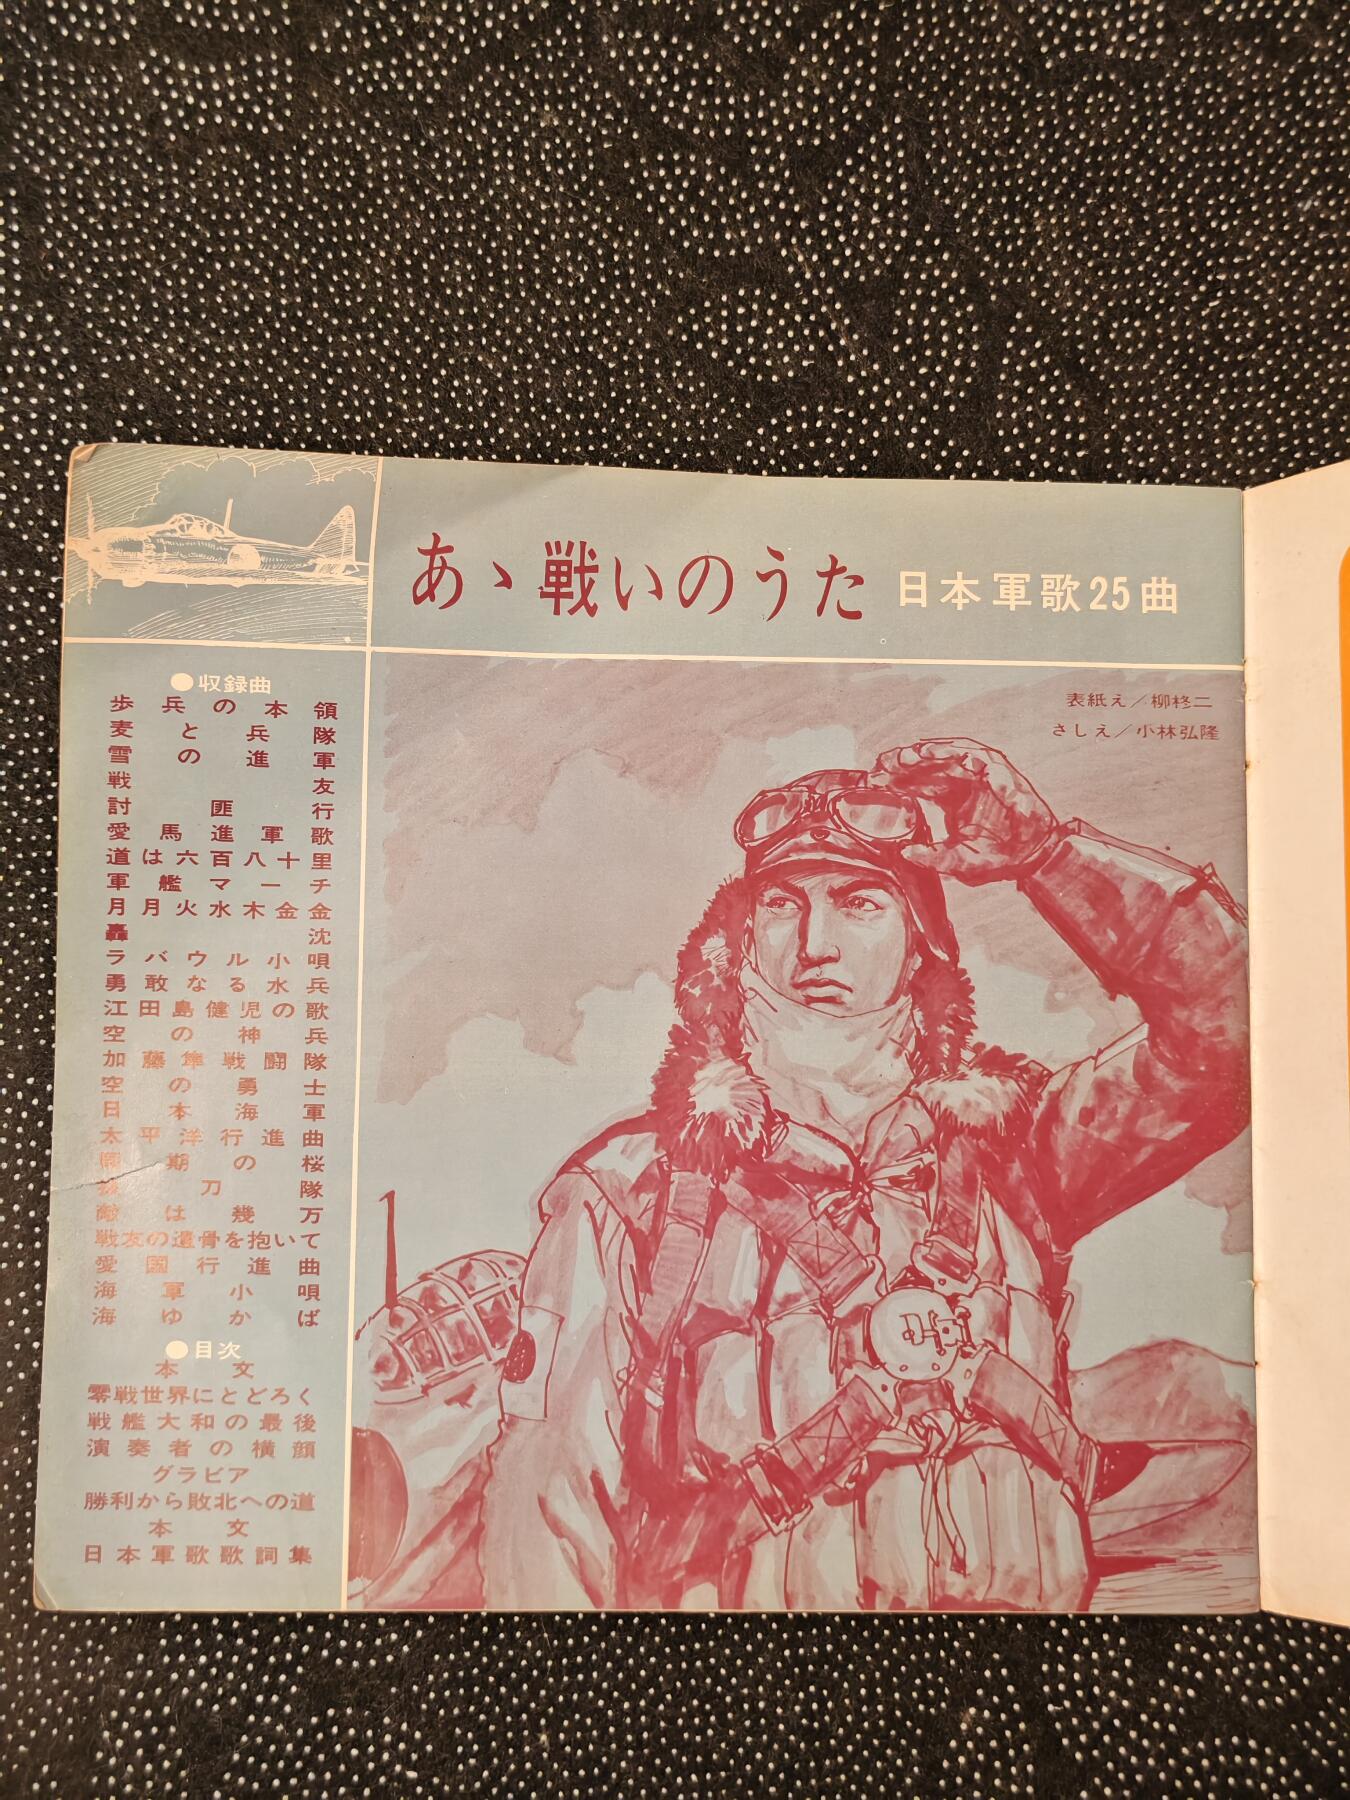 あゝ戦いのうた 日本軍歌25曲
表紙え／柳柊二
さしえ／小林弘隆
●収録曲
歩兵の本領
麦と兵隊
雪の進軍
戦友
討匪行
愛馬進軍歌
道は六百八十里
軍艦マーチ
月月火水木金金
轟沈
ラバウル小唄
勇敢なる水兵
江田島健児の歌
空の神兵
加藤隼戦闘隊
空の勇士
日本海軍
太平洋行進曲
同期の桜
抜刀隊
敵は幾万
戦友の遺骨を抱いて
愛国行進曲
海軍小唄
海ゆかば
●目次
本文
零戦世界にとどろく
戦艦大和の最後
演奏者の横顔
グラビア
勝利から敗北への道
本文
日本軍歌歌詞集